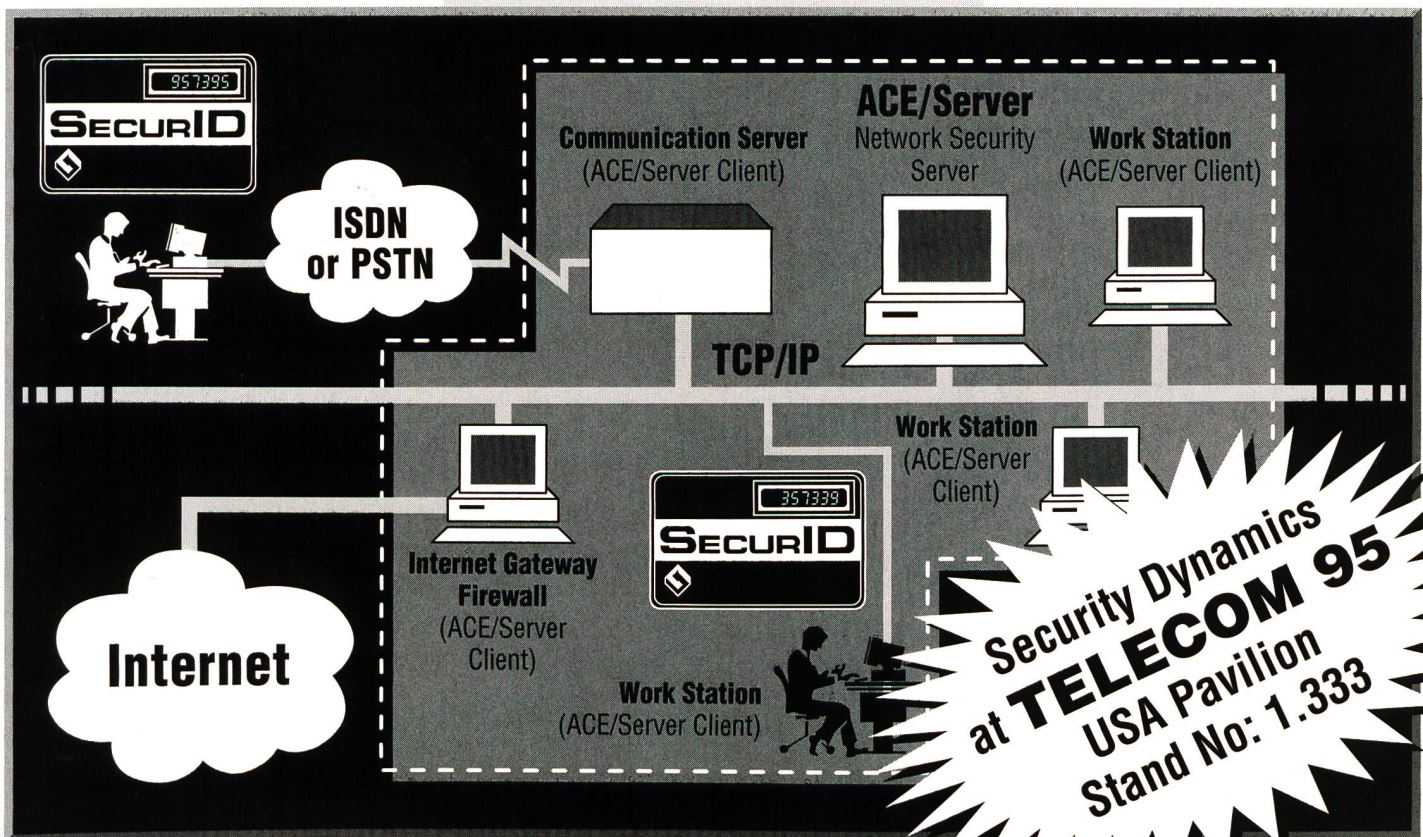 957395
SECURID
ISDN
or PSTN
Communication Server
(ACE/Server Client)
ACE/Server
Network Security
Server
Work Station
(ACE/Server Client)
TCP/IP
Internet
Internet Gateway
Firewall
(ACE/Server
Client)
357339
SECURID
Work Station
(ACE/Server
Client)
Work Station
(ACE/Server Client)
Security Dynamics
at TELECOM 95
USA Pavilion
Stand No: 1.333